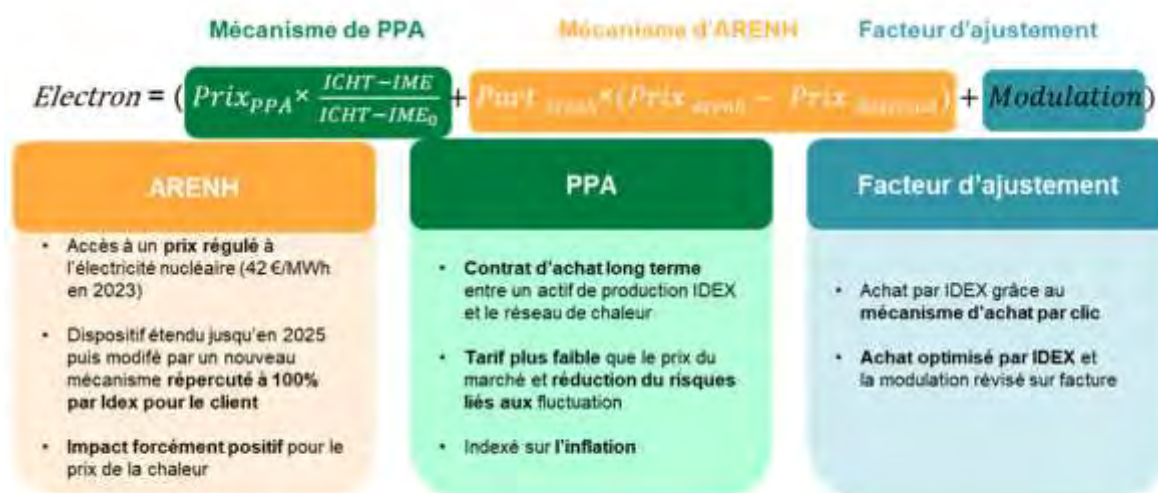 Mécanisme de PPA Mécanisme d'ARENH Facteur d'ajustement
Electron = ( Prix_PPA × ICHT-IME / ICHT-IME_0 + Part × (Prix arenh − Prix ) + Modulation)
ARENH
• Accès à un prix régulé à
l'électricité nucléaire (42 €/MWh
en 2023)
• Dispositif étendu jusqu'en 2025
puis modifé par un nouveau
mécanisme répercuté à 100%
par Idex pour le client
• Impact forcément positif pour le
prix de la chaleur
PPA
• Contrat d'achat long terme
entre un actif de production IDEX
et le réseau de chaleur
• Tarif plus faible que le prix du
marché et réduction du risques
liés aux fluctuation
• Indexé sur l'inflation
Facteur d'ajustement
• Achat par IDEX grâce au
mécanisme d'achat par clic
• Achat optimisé par IDEX et
la modulation révisé sur facture